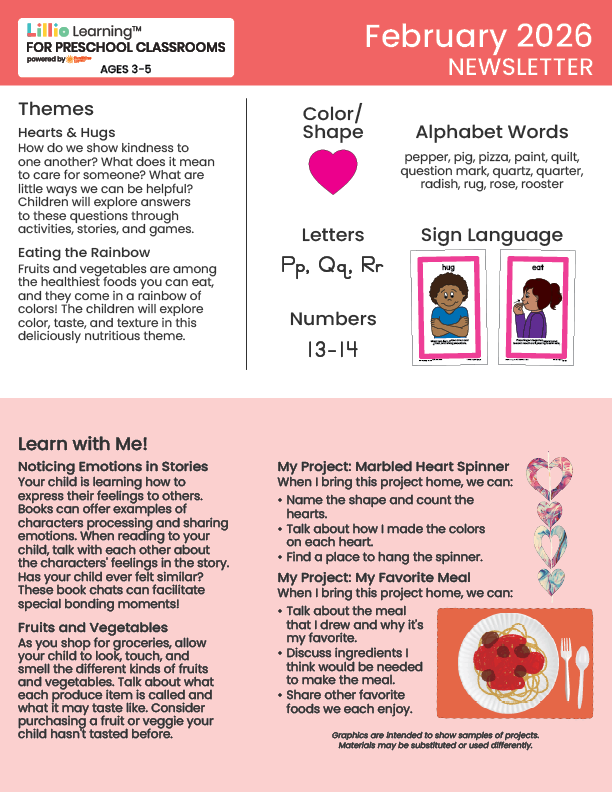 Lillio Learning™
FOR PRESCHOOL CLASSROOMS
powered by
AGES 3-5
February 2026
NEWSLETTER
Themes
Hearts & Hugs
How do we show kindness to
one another? What does it mean
to care for someone? What are
little ways we can be helpful?
Children will explore answers
to these questions through
activities, stories, and games.
Eating the Rainbow
Fruits and vegetables are among
the healthiest foods you can eat,
and they come in a rainbow of
colors! The children will explore
color, taste, and texture in this
deliciously nutritious theme.
Color/
Shape
Letters
Pp, Qq, Rr
Numbers
13-14
Alphabet Words
pepper, pig, pizza, paint, quilt,
question mark, quartz, quarter,
radish, rug, rose, rooster
Sign Language
hug
eat
Learn with Me!
Noticing Emotions in Stories
Your child is learning how to
express their feelings to others.
Books can offer examples of
characters processing and sharing
emotions. When reading to your
child, talk with each other about
the characters' feelings in the story.
Has your child ever felt similar?
These book chats can facilitate
special bonding moments!
Fruits and Vegetables
As you shop for groceries, allow
your child to look, touch, and
smell the different kinds of fruits
and vegetables. Talk about what
each produce item is called and
what it may taste like. Consider
purchasing a fruit or veggie your
child hasn't tasted before.
My Project: Marbled Heart Spinner
When I bring this project home, we can:
• Name the shape and count the
hearts.
• Talk about how I made the colors
on each heart.
• Find a place to hang the spinner.
My Project: My Favorite Meal
When I bring this project home, we can:
• Talk about the meal
that I drew and why it's
my favorite.
• Discuss ingredients I
think would be needed
to make the meal.
• Share other favorite
foods we each enjoy.
Graphics are intended to show samples of projects.
Materials may be substituted or used differently.